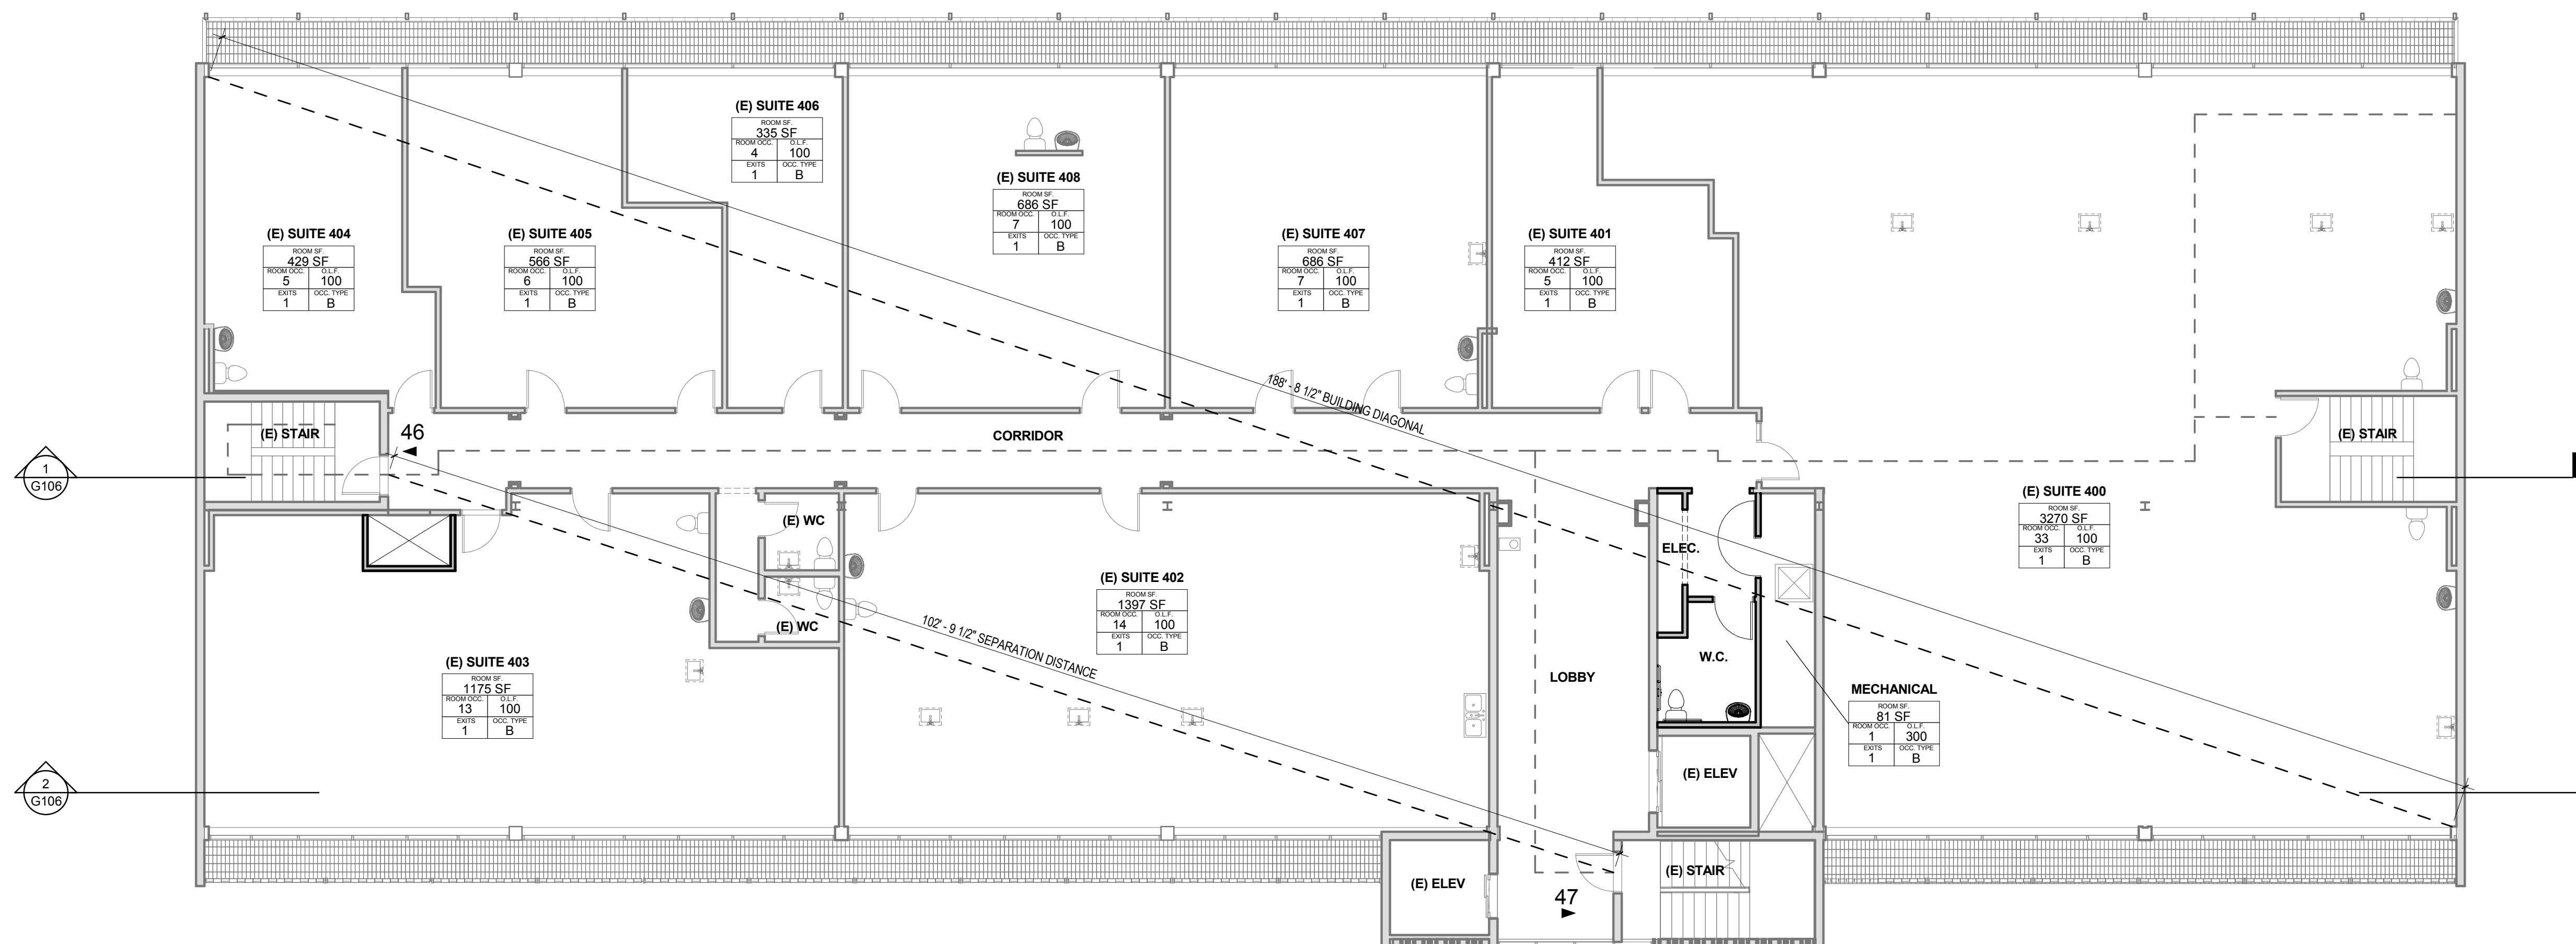 (E) SUITE 406
ROOM SF.
335 SF
ROOM OCC. O.L.F.
4 100
EXITS OCC. TYPE
1 B
(E) SUITE 408
ROOM SF.
686 SF
ROOM OCC. O.L.F.
7 100
EXITS OCC. TYPE
1 B
(E) SUITE 404
ROOM SF.
429 SF
ROOM OCC. O.L.F.
5 100
EXITS OCC. TYPE
1 B
(E) SUITE 405
ROOM SF.
566 SF
ROOM OCC. O.L.F.
6 100
EXITS OCC. TYPE
1 B
(E) SUITE 407
ROOM SF.
686 SF
ROOM OCC. O.L.F.
7 100
EXITS OCC. TYPE
1 B
(E) SUITE 401
ROOM SF.
412 SF
ROOM OCC. O.L.F.
5 100
EXITS OCC. TYPE
1 B
188' - 8 1/2" BUILDING DIAGONAL
(E) STAIR
46
CORRIDOR
(E) STAIR
1
G106
(E) SUITE 400
ROOM SF.
3270 SF
ROOM OCC. O.L.F.
33 100
EXITS OCC. TYPE
1 B
(E) WC
ELEC.
(E) SUITE 402
ROOM SF.
1397 SF
ROOM OCC. O.L.F.
14 100
EXITS OCC. TYPE
1 B
(E) WC
102' - 9 1/2" SEPARATION DISTANCE
W.C.
(E) SUITE 403
ROOM SF.
1175 SF
ROOM OCC. O.L.F.
13 100
EXITS OCC. TYPE
1 B
LOBBY
MECHANICAL
ROOM SF.
81 SF
ROOM OCC. O.L.F.
1 300
EXITS OCC. TYPE
1 B
(E) ELEV
2
G106
(E) STAIR
(E) ELEV
47